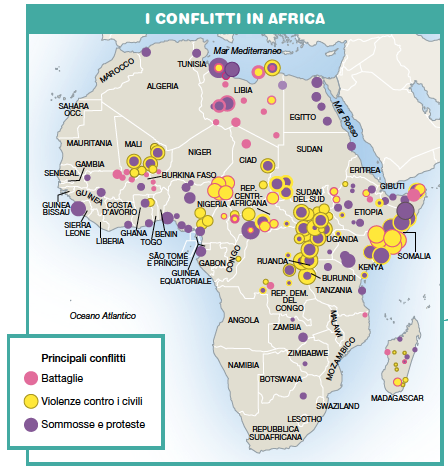 I CONFLITTI IN AFRICA
Mar Mediterraneo
TUNISIA
MAROCCO
ALGERIA
LIBIA
EGITTO
SAHARA
OCC.
Mar Rosso
MAURITANIA
MALI
NIGER
CIAD
SUDAN
ERITREA
GAMBIA
SENEGAL
BURKINA FASO
GIBUTI
GUINEA
GUINEA
BISSAU
COSTA
D'AVORIO
NIGERIA
REP.
CENTR-
AFRICANA
SUDAN
DEL SUD
ETIOPIA
SIERRA
LEONE
LIBERIA
GHANA
TOGO
BENIN
UGANDA
SOMALIA
SÃO TOMÉ
E PRÍNCIPE
GABON
CONGO
RUANDA
KENYA
GUINEA
EQUATORIALE
BURUNDI
REP. DEM.
DEL
CONGO
TANZANIA
Oceano Atlantico
ANGOLA
ZAMBIA
MALAWI
MOZAMBICO
ZIMBABWE
NAMIBIA
BOTSWANA
MADAGASCAR
SWAZILAND
LESOTHO
REPUBBLICA
SUDAFRICANA
Principali conflitti
Battaglie
Violenze contro i civili
Sommosse e proteste